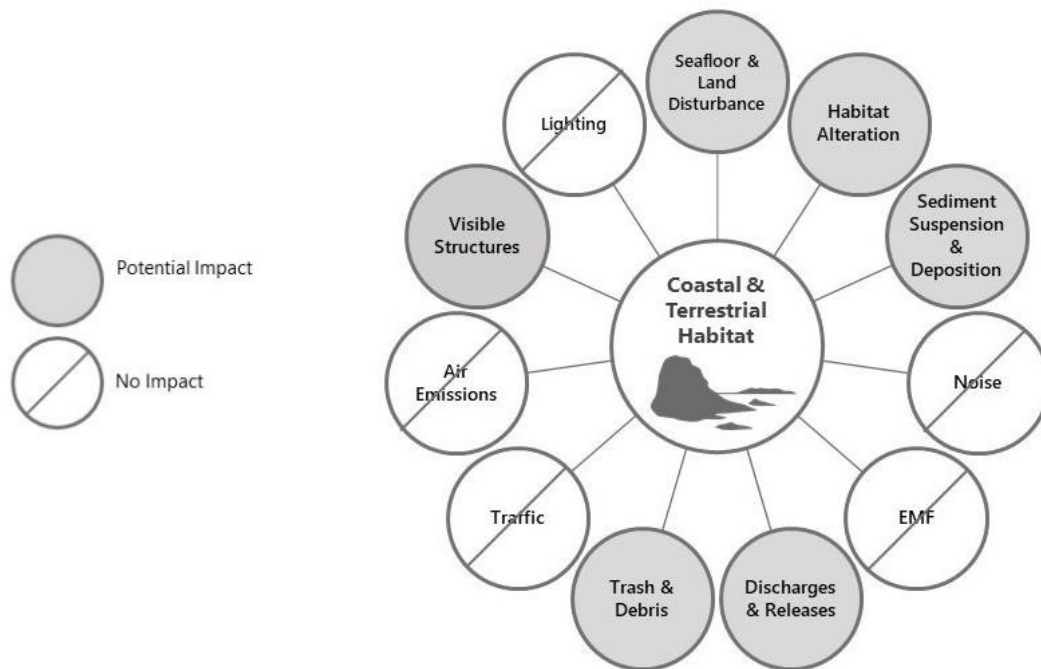 Potential Impact
No Impact
Coastal &
Terrestrial
Habitat
Seafloor &
Land
Disturbance
Habitat
Alteration
Sediment
Suspension
&
Deposition
Noise
EMF
Discharges
& Releases
Trash &
Debris
Traffic
Air
Emissions
Visible
Structures
Lighting